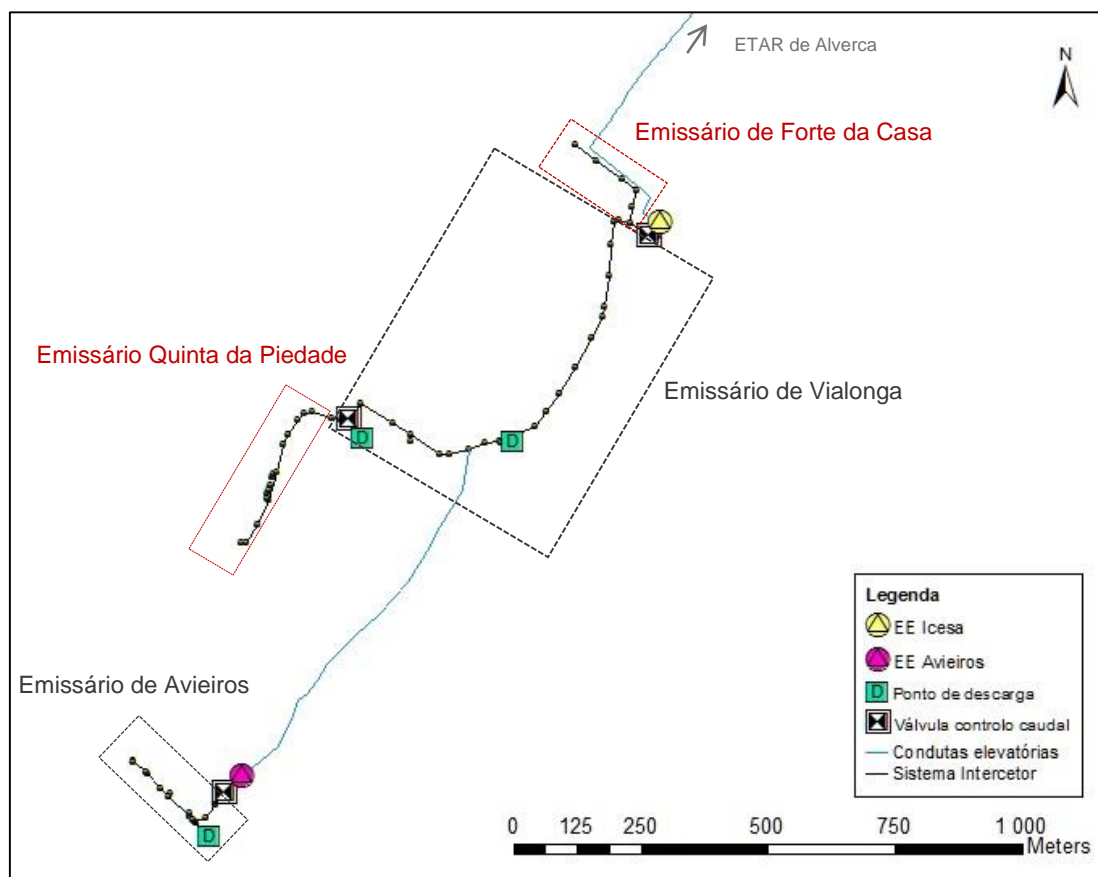 ETAR de Alverca
N
Emissário de Forte da Casa
Emissário Quinta da Piedade
Emissário de Vialonga
D
D
Legenda
EE Icesa
EE Avieiros
D Ponto de descarga
Válvula controlo caudal
Condutas elevatórias
Sistema Intercetor
Emissário de Avieiros
D
0 125 250 500 750 1 000
Meters